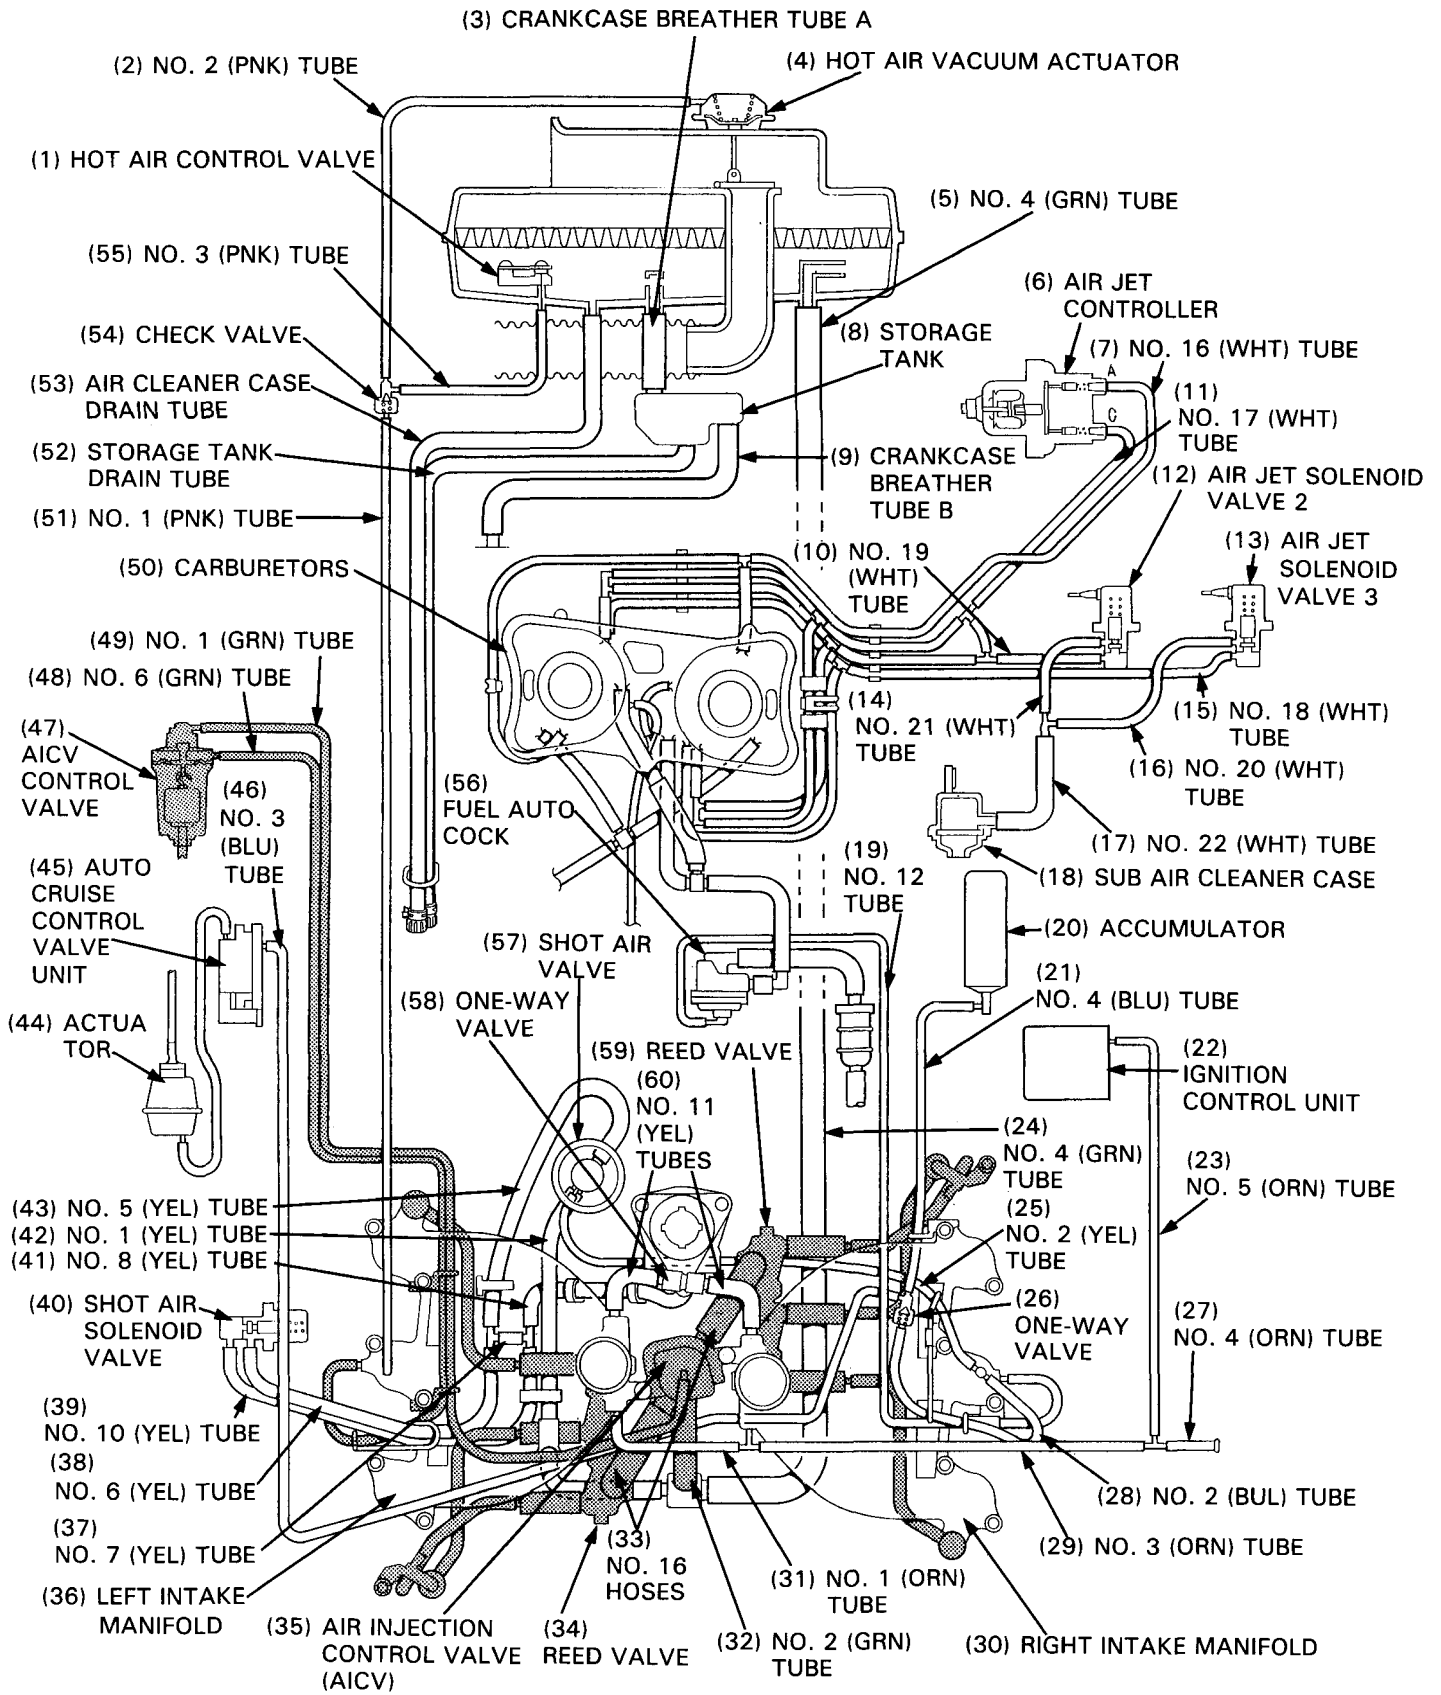 (3) CRANKCASE BREATHER TUBE A
(2) NO. 2 (PNK) TUBE
(4) HOT AIR VACUUM ACTUATOR
(1) HOT AIR CONTROL VALVE
(5) NO. 4 (GRN) TUBE
(55) NO. 3 (PNK) TUBE
(6) AIR JET
CONTROLLER
(54) CHECK VALVE
(8) STORAGE
TANK
(7) NO. 16 (WHT) TUBE
A
C
(53) AIR CLEANER CASE
DRAIN TUBE
(11)
NO. 17 (WHT)
TUBE
(52) STORAGE TANK
DRAIN TUBE
(9) CRANKCASE
BREATHER
TUBE B
(12) AIR JET SOLENOID
VALVE 2
(51) NO. 1 (PNK) TUBE
(10) NO. 19
(WHT)
TUBE
(13) AIR JET
SOLENOID
VALVE 3
(50) CARBURETORS
(49) NO. 1 (GRN) TUBE
(48) NO. 6 (GRN) TUBE
(14)
NO. 21 (WHT)
TUBE
(15) NO. 18 (WHT)
TUBE
(47)
AICV
CONTROL
VALVE
(16) NO. 20 (WHT)
TUBE
(46)
NO. 3
(BLU)
TUBE
(56)
FUEL AUTO
COCK
(17) NO. 22 (WHT) TUBE
(45) AUTO
CRUISE
CONTROL
VALVE
UNIT
(19)
NO. 12
TUBE
(18) SUB AIR CLEANER CASE
(20) ACCUMULATOR
(57) SHOT AIR
VALVE
(21)
NO. 4 (BLU) TUBE
(58) ONE-WAY
VALVE
(44) ACTUA
TOR
(59) REED VALVE
(22)
IGNITION
CONTROL UNIT
(60)
NO. 11
(YEL)
TUBES
(24)
NO. 4 (GRN)
TUBE
(23)
NO. 5 (ORN) TUBE
(43) NO. 5 (YEL) TUBE
(42) NO. 1 (YEL) TUBE
(41) NO. 8 (YEL) TUBE
(25)
NO. 2 (YEL)
TUBE
(40) SHOT AIR
SOLENOID
VALVE
(26)
ONE-WAY
VALVE
(27)
NO. 4 (ORN) TUBE
(39)
NO. 10 (YEL) TUBE
(38)
NO. 6 (YEL) TUBE
(28) NO. 2 (BUL) TUBE
(37)
NO. 7 (YEL) TUBE
(33)
NO. 16
HOSES
(29) NO. 3 (ORN) TUBE
(36) LEFT INTAKE
MANIFOLD
(31) NO. 1 (ORN)
TUBE
(35) AIR INJECTION
CONTROL VALVE
(AICV)
(34)
REED VALVE
(32) NO. 2 (GRN)
TUBE
(30) RIGHT INTAKE MANIFOLD